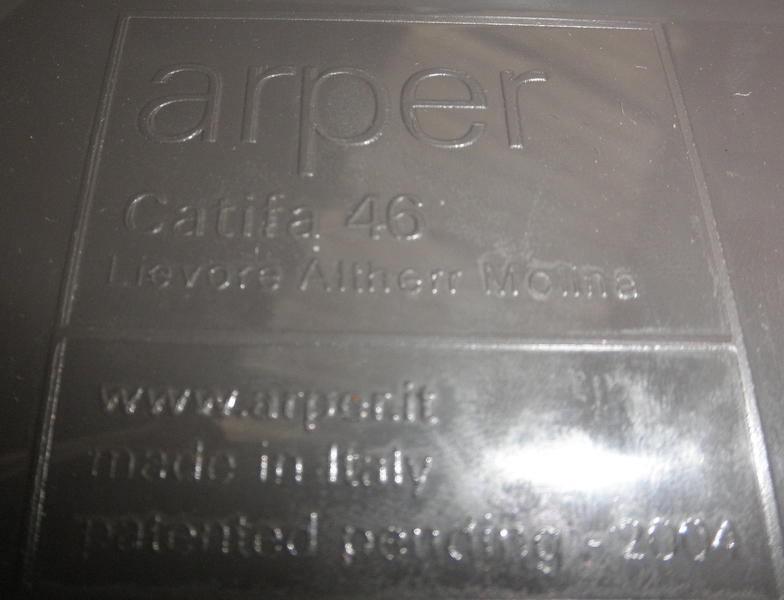 arper
Catifa 46
Lievore Altherr Molina
www.arper.it
made in Italy
patented pending - 2004